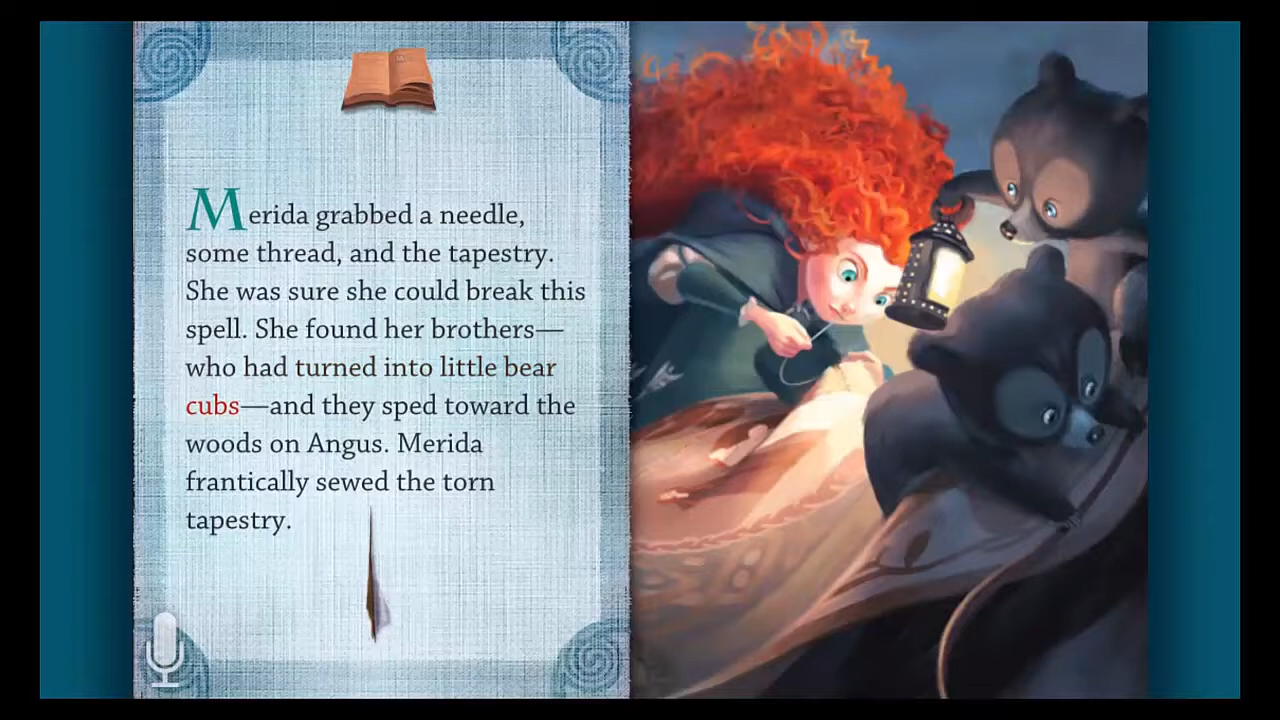 Merida grabbed a needle,
some thread, and the tapestry.
She was sure she could break this
spell. She found her brothers—
who had turned into little bear
cubs—and they sped toward the
woods on Angus. Merida
frantically sewed the torn
tapestry.